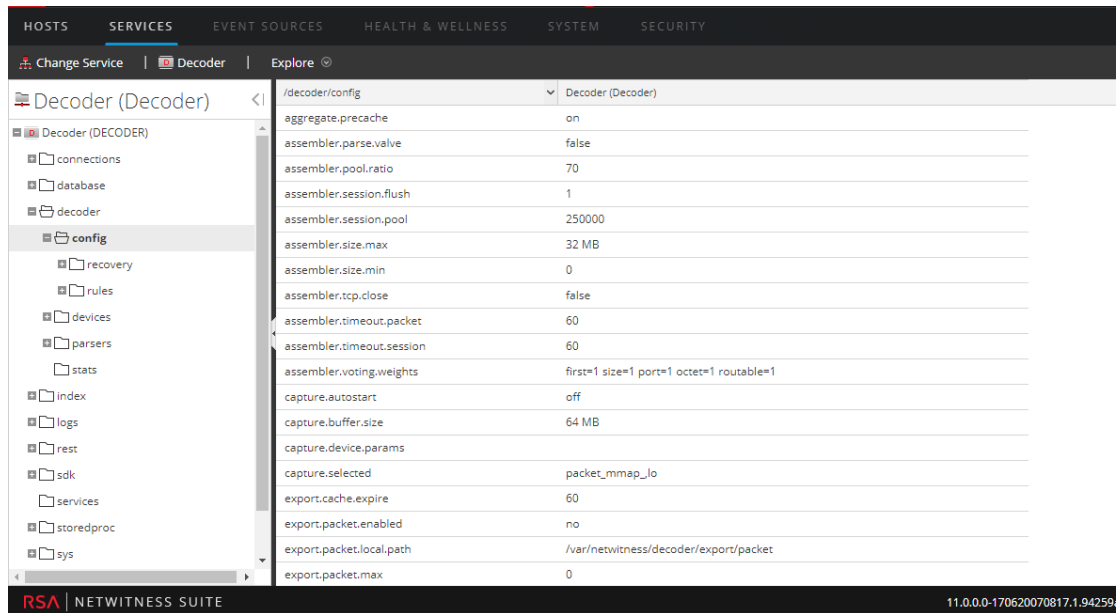 HOSTS SERVICES EVENT SOURCES HEALTH & WELLNESS SYSTEM SECURITY
Change Service | D Decoder | Explore
Decoder (Decoder)
D Decoder (DECODER)
connections
database
decoder
config
recovery
rules
devices
parsers
stats
index
logs
rest
sdk
services
storedproc
sys
/decoder/config Decoder (Decoder)
aggregate.precache on
assembler.parse.valve false
assembler.pool.ratio 70
assembler.session.flush 1
assembler.session.pool 250000
assembler.size.max 32 MB
assembler.size.min 0
assembler.tcp.close false
assembler.timeout.packet 60
assembler.timeout.session 60
assembler.voting.weights first=1 size=1 port=1 octet=1 routable=1
capture.autostart off
capture.buffer.size 64 MB
capture.device.params
capture.selected packet_mmap_,lo
export.cache.expire 60
export.packet.enabled no
export.packet.local.path /var/netwitness/decoder/export/packet
export.packet.max 0
RSA | NETWITNESS SUITE 11.0.0.0-170620070817.1.94259